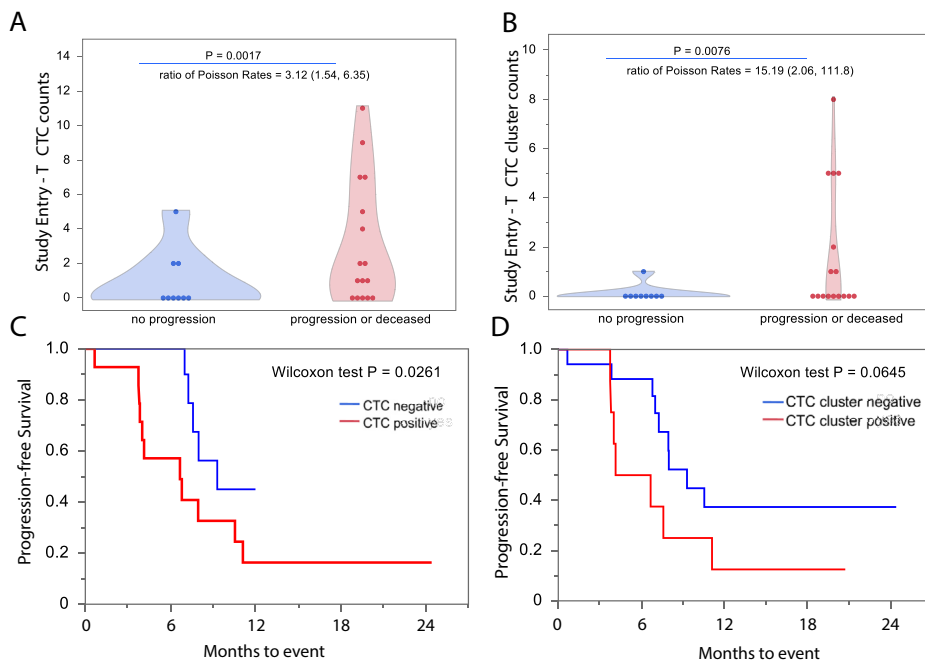 A
Study Entry - T CTC counts
14
12
10
8
6
4
2
0
P = 0.0017
ratio of Poisson Rates = 3.12 (1.54, 6.35)
no progression
progression or deceased
B
Study Entry - T CTC cluster counts
10
8
6
4
2
0
P = 0.0076
ratio of Poisson Rates = 15.19 (2.06, 111.8)
no progression
progression or deceased
C
Progression-free Survival
1.0
0.8
0.6
0.4
0.2
0
Wilcoxon test P = 0.0261
CTC negative
CTC positive
0
6
12
18
24
Months to event
D
Progression-free Survival
1.0
0.8
0.6
0.4
0.2
0
Wilcoxon test P = 0.0645
CTC cluster negative
CTC cluster positive
0
6
12
18
24
Months to event